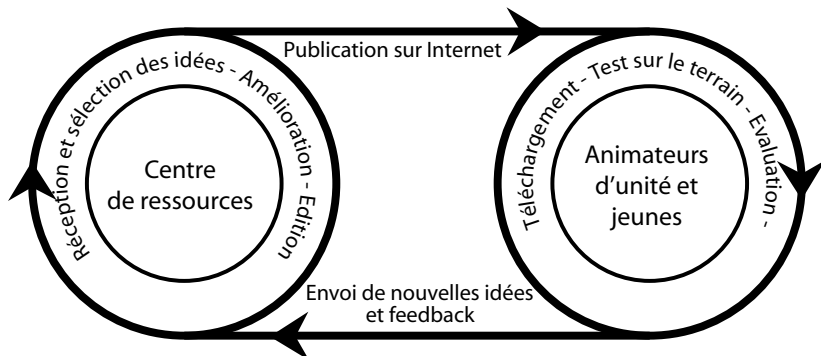 Publication sur Internet
Réception et sélection des idées - Amélioration - Edition
Centre
de ressources
Téléchargement - Test sur le terrain - Evaluation -
Animateurs
d’unité et
jeunes
Envoi de nouvelles idées
et feedback